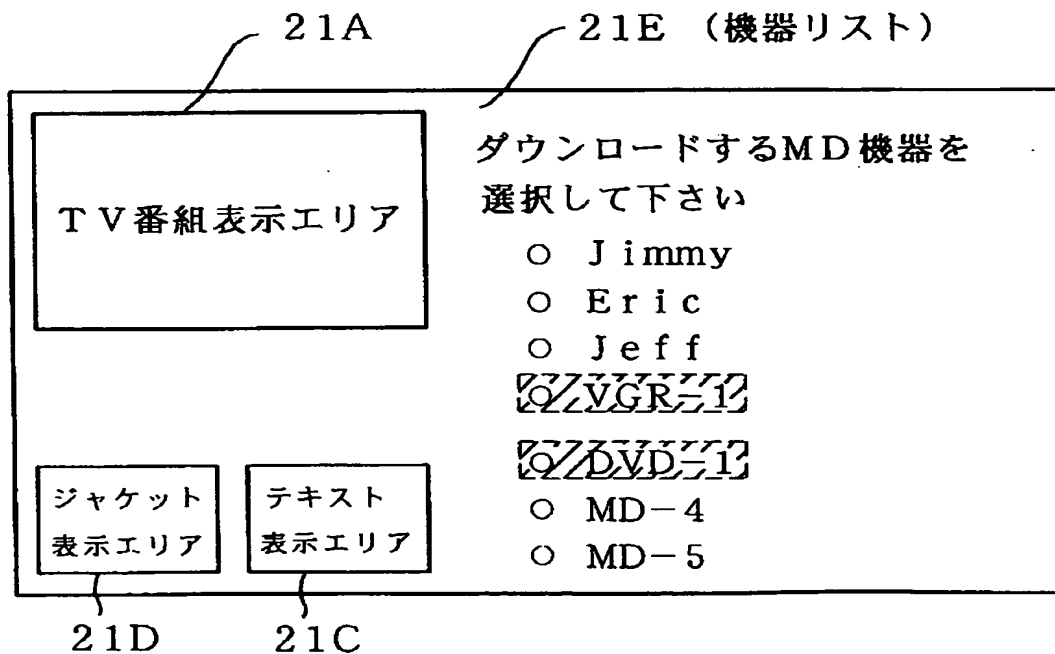 21A
21E (機器リスト)
TV番組表示エリア
ダウンロードするMD機器を
選択して下さい
○ Jimmy
○ Eric
○ Jeff
○ VGR-1
○ DVD-1
○ MD-4
○ MD-5
ジャケット
表示エリア
テキスト
表示エリア
21D
21C